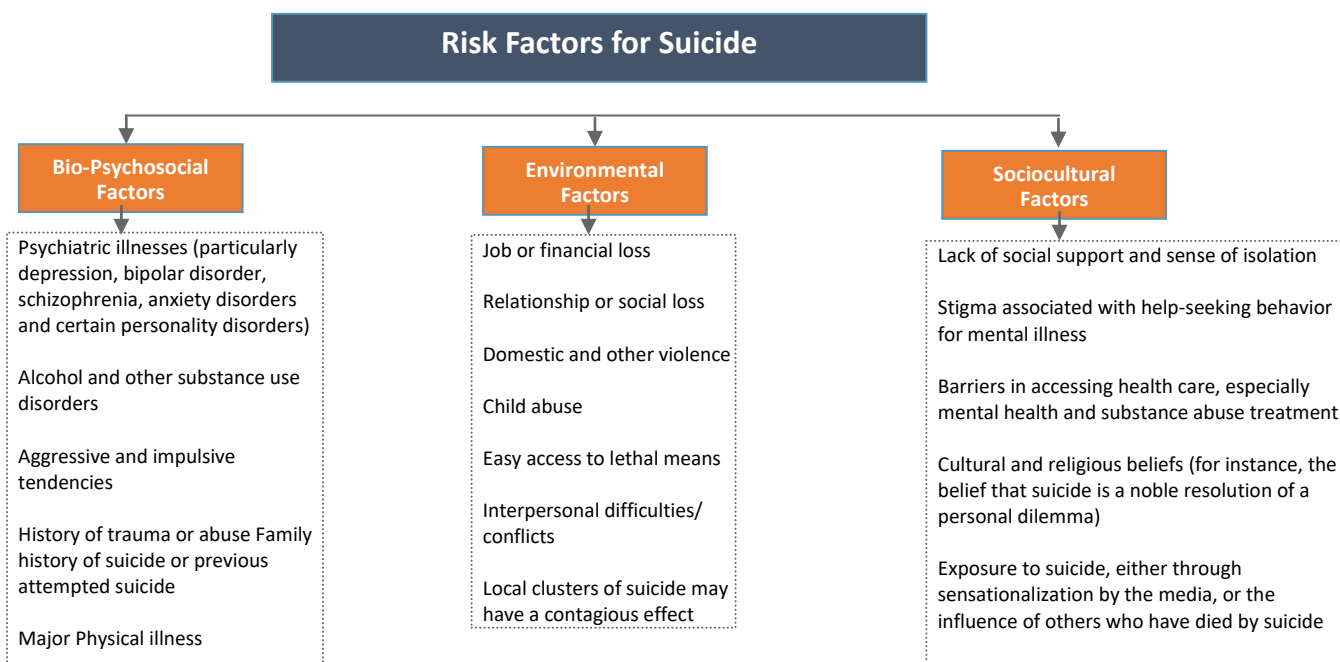 Risk Factors for Suicide
Bio-Psychosocial
Factors
Psychiatric illnesses (particularly
depression, bipolar disorder,
schizophrenia, anxiety disorders
and certain personality disorders)
Alcohol and other substance use
disorders
Aggressive and impulsive
tendencies
History of trauma or abuse Family
history of suicide or previous
attempted suicide
Major Physical illness
Environmental
Factors
Job or financial loss
Relationship or social loss
Domestic and other violence
Child abuse
Easy access to lethal means
Interpersonal difficulties/
conflicts
Local clusters of suicide may
have a contagious effect
Sociocultural
Factors
Lack of social support and sense of isolation
Stigma associated with help-seeking behavior
for mental illness
Barriers in accessing health care, especially
mental health and substance abuse treatment
Cultural and religious beliefs (for instance, the
belief that suicide is a noble resolution of a
personal dilemma)
Exposure to suicide, either through
sensationalization by the media, or the
influence of others who have died by suicide